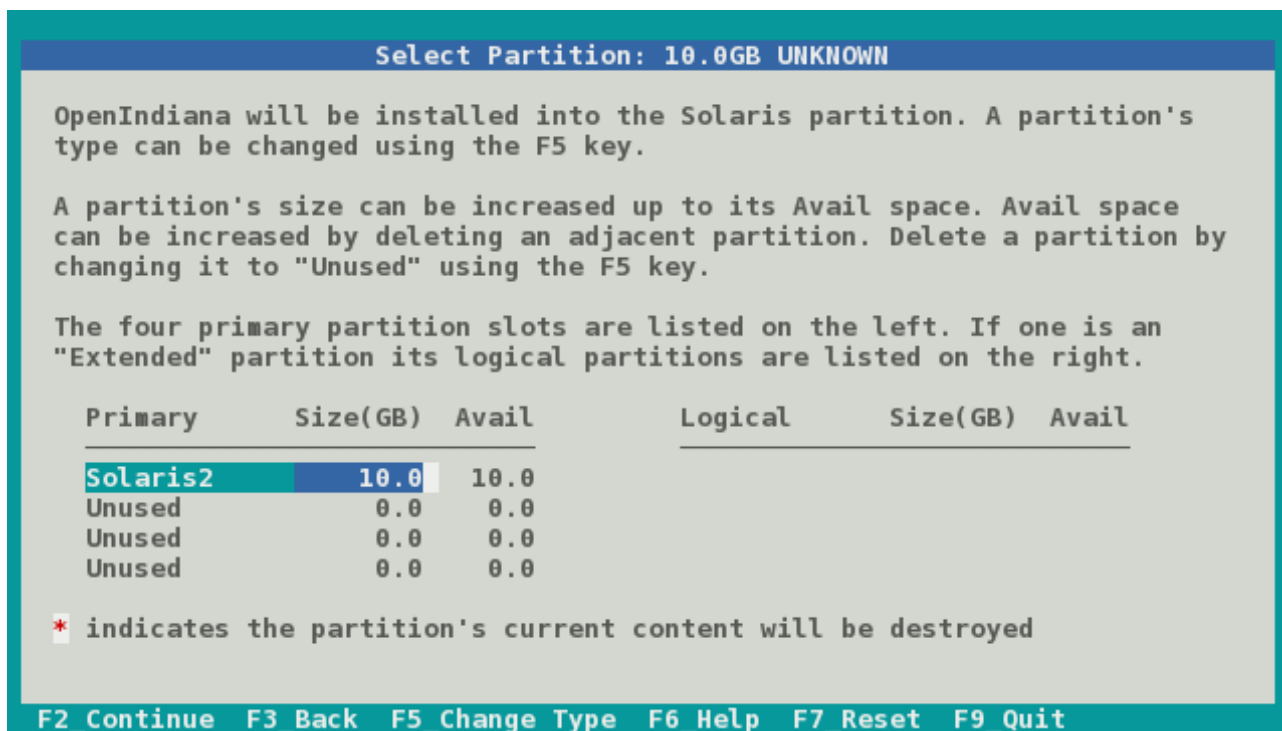 Select Partition: 10.0GB UNKNOWN
OpenIndiana will be installed into the Solaris partition. A partition's
type can be changed using the F5 key.
A partition's size can be increased up to its Avail space. Avail space
can be increased by deleting an adjacent partition. Delete a partition by
changing it to "Unused" using the F5 key.
The four primary partition slots are listed on the left. If one is an
"Extended" partition its logical partitions are listed on the right.
Primary Size(GB) Avail Logical Size(GB) Avail
Solaris2 10.0 10.0
Unused 0.0 0.0
Unused 0.0 0.0
Unused 0.0 0.0
* indicates the partition's current content will be destroyed
F2 Continue F3 Back F5 Change Type F6 Help F7 Reset F9 Quit